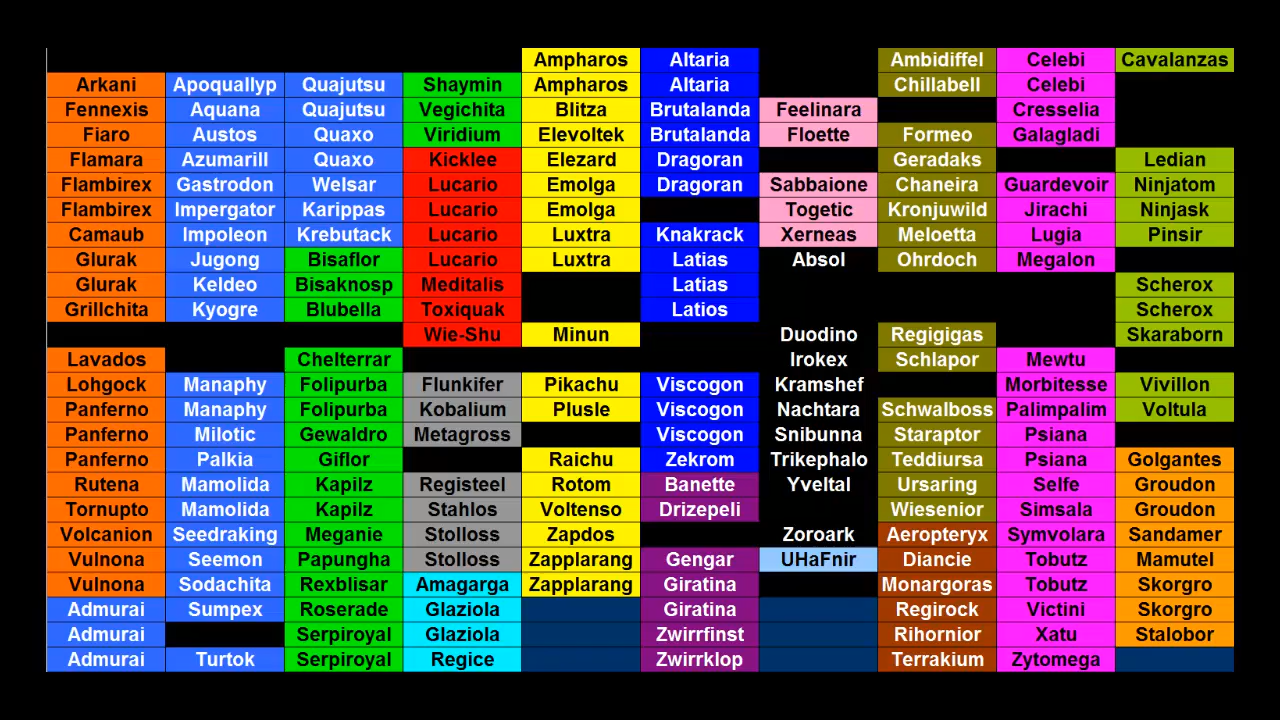 Ampharos Altaria Ambidiffel Celebi Cavalanzas
Arkani Apoquallyp Quajutsu Shaymin Ampharos Altaria Chillabell Celebi
Fennexis Aquana Quajutsu Vegichita Blitza Brutalanda Feelinara Cresselia
Fiaro Austos Quaxo Viridium Elevoltek Brutalanda Floette Formeo Galagladi
Flamara Azumarill Quaxo Kicklee Elezard Dragoran Geradaks Ledian
Flambirex Gastrodon Welsar Lucario Emolga Dragoran Sabbaione Chaneira Guardevoir Ninjatom
Flambirex Impergator Karippas Lucario Emolga Togetic Kronjuwild Jirachi Ninjask
Camaub Impoleon Krebutack Lucario Luxtra Knakrack Xerneas Meloetta Lugia Pinsir
Glurak Jugong Bisaflor Lucario Luxtra Latias Absol Ohrdoch Megalon
Glurak Keldeo Bisaknosp Meditalis Latias Scherox
Grillchita Kyogre Blubella Toxiquak Latios Scherox
Wie-Shu Minun Duodino Regigigas Skaraborn
Lavados Chelterrar Irokex Schlapor Mewtu
Lohgock Manaphy Folipurba Flunkifer Pikachu Viscogon Kramshef Morbitesse Vivillon
Panferno Manaphy Folipurba Kobalium Plusle Viscogon Nachtara Schwalboss Palimpalim Voltula
Panferno Milotic Gewaldro Metagross Viscogon Snibunna Staraptor Psiana
Panferno Palkia Giflor Raichu Zekrom Trikephalo Teddiursa Psiana Golgantes
Rutena Mamolida Kapilz Registeel Rotom Banette Yveltal Ursaring Selfe Groudon
Tornupto Mamolida Kapilz Stahlos Voltenso Drizepeli Wiesenior Simsala Groudon
Volcanion Seedraking Meganie Stolloss Zapdos Zoroark Aeropteryx Symvolara Sandamer
Vulnona Seemon Papungha Stolloss Zapplarang Gengar UHaFnir Diancie Tobutz Mamutel
Vulnona Sodachita Rexblisar Amagarga Zapplarang Giratina Monargoras Tobutz Skorgro
Admurai Sumpex Roserade Glaziola Giratina Regirock Victini Skorgro
Admurai Serpiroyal Glaziola Zwirrfinst Rihornior Xatu Stalobor
Admurai Turtok Serpiroyal Regice Zwirrklop Terrakium Zytomega